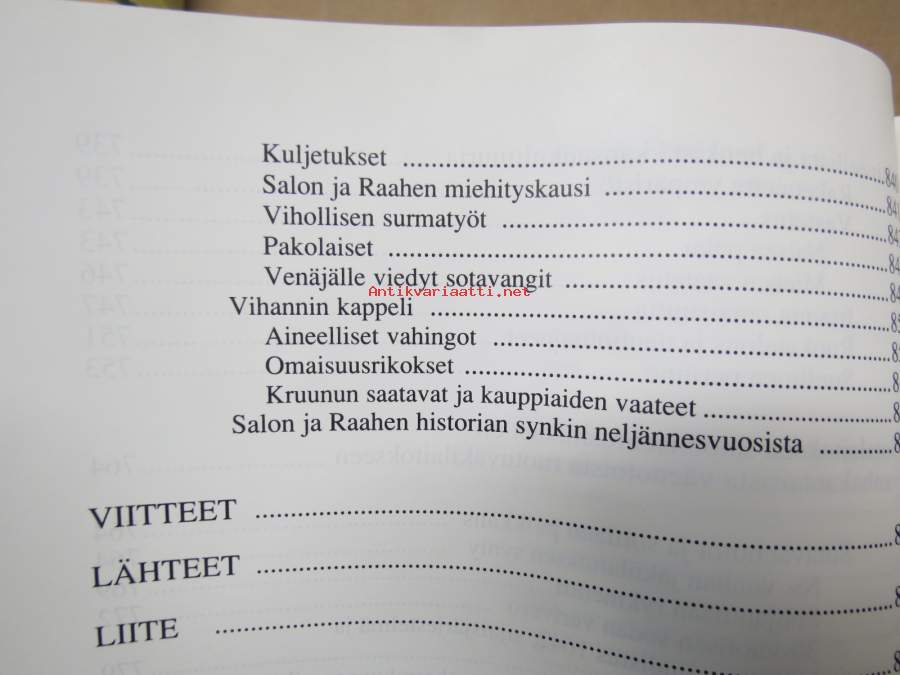 Kuljetukset
Salon ja Raahen miehityskausi
Vihollisen surmatyöt
Pakolaiset
Venäjälle viedyt sotavangit
Antikvariaatti.net
Vihannin kappeli
Aineelliset vahingot
Omaisuusrikokset
Kruunun saatavat ja kauppiaiden vaateet
Salon ja Raahen historian synkin neljännesvuosista
VIITTEET
LÄHTEET
LIITE